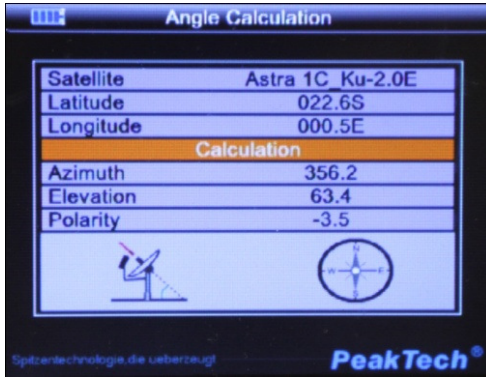 Angle Calculation
Satellite Astra 1C_Ku-2.0E
Latitude 022.6S
Longitude 000.5E
Calculation
Azimuth 356.2
Elevation 63.4
Polarity -3.5
N
W E
S
Spitzentechnologie,die ueberzeugt PeakTech®